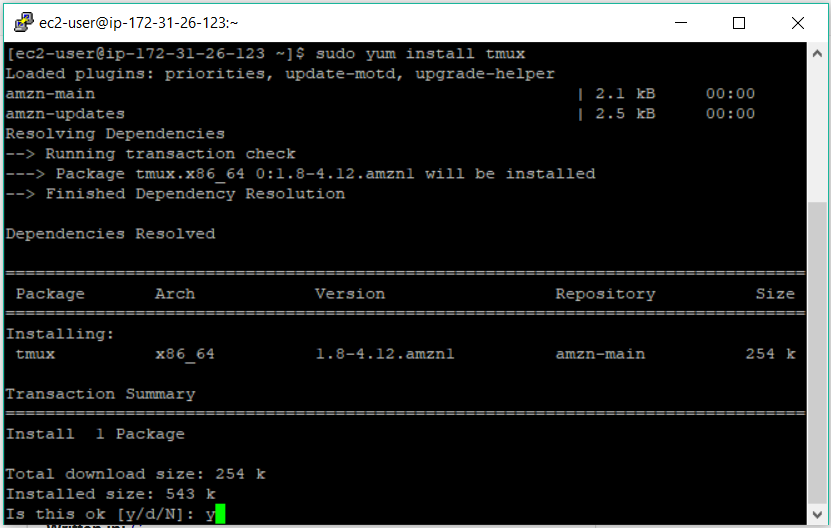 ec2-user@ip-172-31-26-123:~
[ec2-user@ip-172-31-26-123 ~]$ sudo yum install tmux
Loaded plugins: priorities, update-motd, upgrade-helper
amzn-main | 2.1 kB 00:00
amzn-updates | 2.5 kB 00:00
Resolving Dependencies
--> Running transaction check
---> Package tmux.x86_64 0:1.8-4.12.amzn1 will be installed
--> Finished Dependency Resolution
Dependencies Resolved
================================================================================
Package Arch Version Repository Size
================================================================================
Installing:
tmux x86_64 1.8-4.12.amzn1 amzn-main 254 k
Transaction Summary
================================================================================
Install 1 Package
Total download size: 254 k
Installed size: 543 k
Is this ok [y/d/N]: y